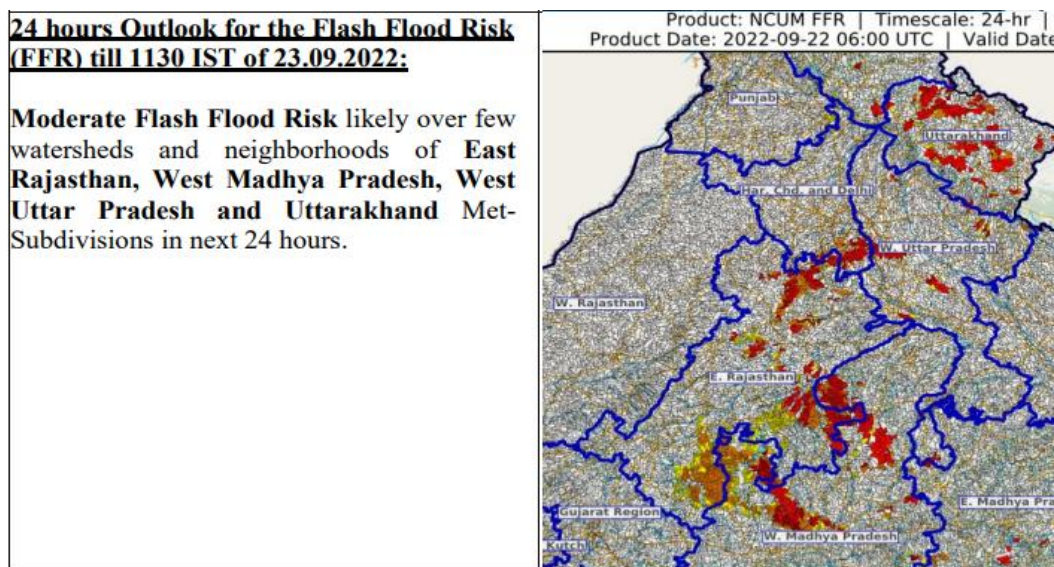 24 hours Outlook for the Flash Flood Risk
(FFR) till 1130 IST of 23.09.2022:
Moderate Flash Flood Risk likely over few
watersheds and neighborhoods of East
Rajasthan, West Madhya Pradesh, West
Uttar Pradesh and Uttarakhand Met-
Subdivisions in next 24 hours.
Product: NCUM FFR | Timescale: 24-hr |
Product Date: 2022-09-22 06:00 UTC | Valid Date
Punjab
Uttarakhand
Har. Chd. and Delhi
W. Uttar Pradesh
W. Rajasthan
E. Rajasthan
E. Madhya Pra
Gujarat Region
W. Madhya Pradesh
Kutch